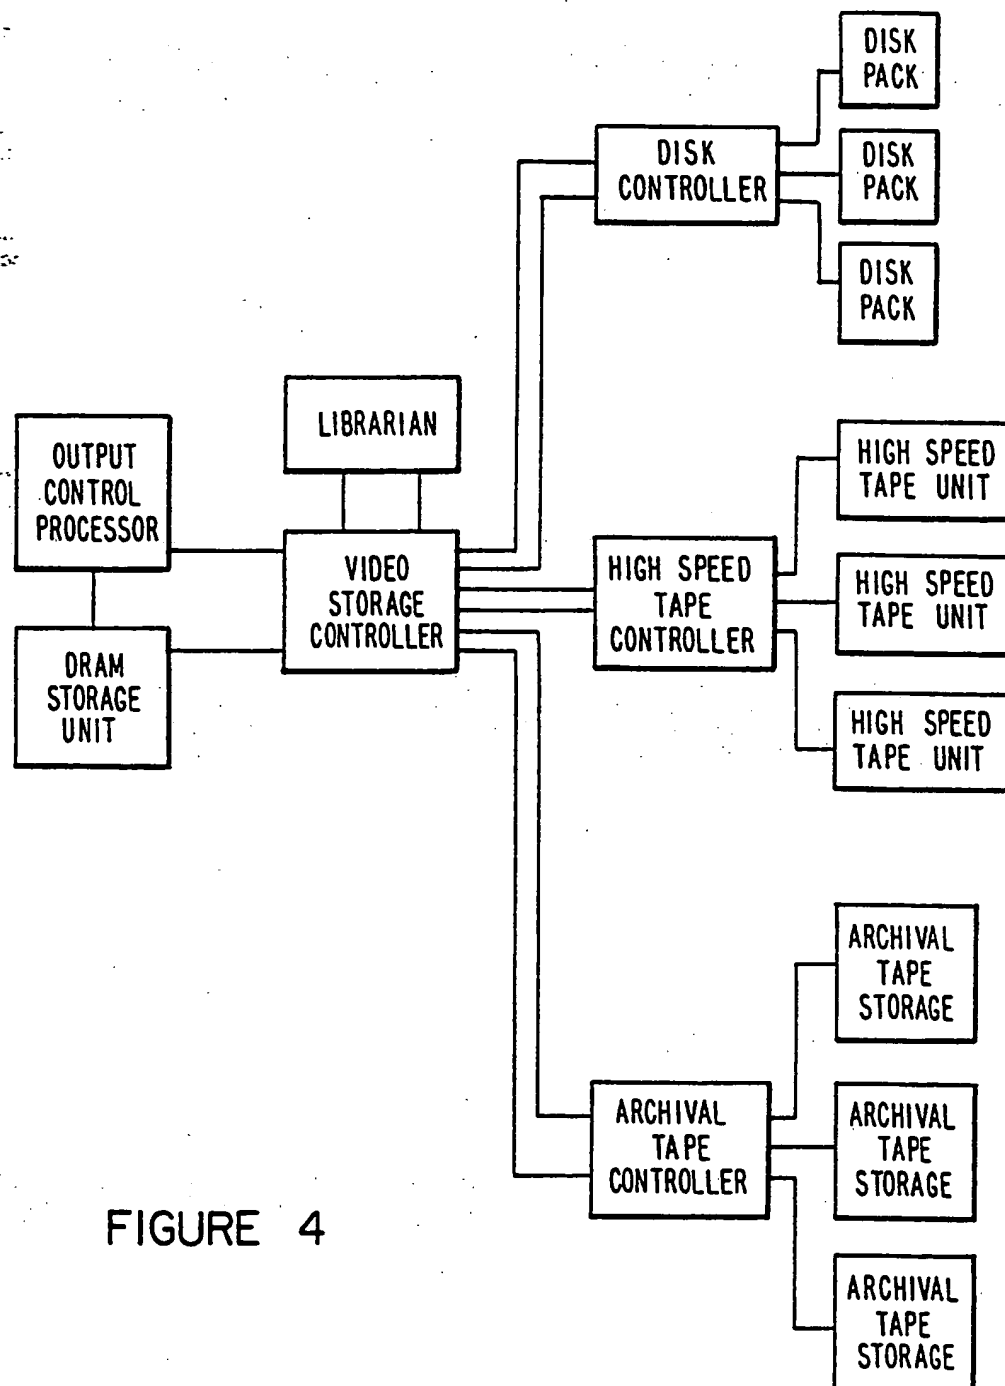 DISK
PACK
DISK
CONTROLLER
DISK
PACK
DISK
PACK
LIBRARIAN
OUTPUT
CONTROL
PROCESSOR
HIGH SPEED
TAPE UNIT
VIDEO
STORAGE
CONTROLLER
HIGH SPEED
TAPE
CONTROLLER
HIGH SPEED
TAPE UNIT
DRAM
STORAGE
UNIT
HIGH SPEED
TAPE UNIT
ARCHIVAL
TAPE
STORAGE
ARCHIVAL
TAPE
CONTROLLER
ARCHIVAL
TAPE
STORAGE
ARCHIVAL
TAPE
STORAGE
FIGURE 4